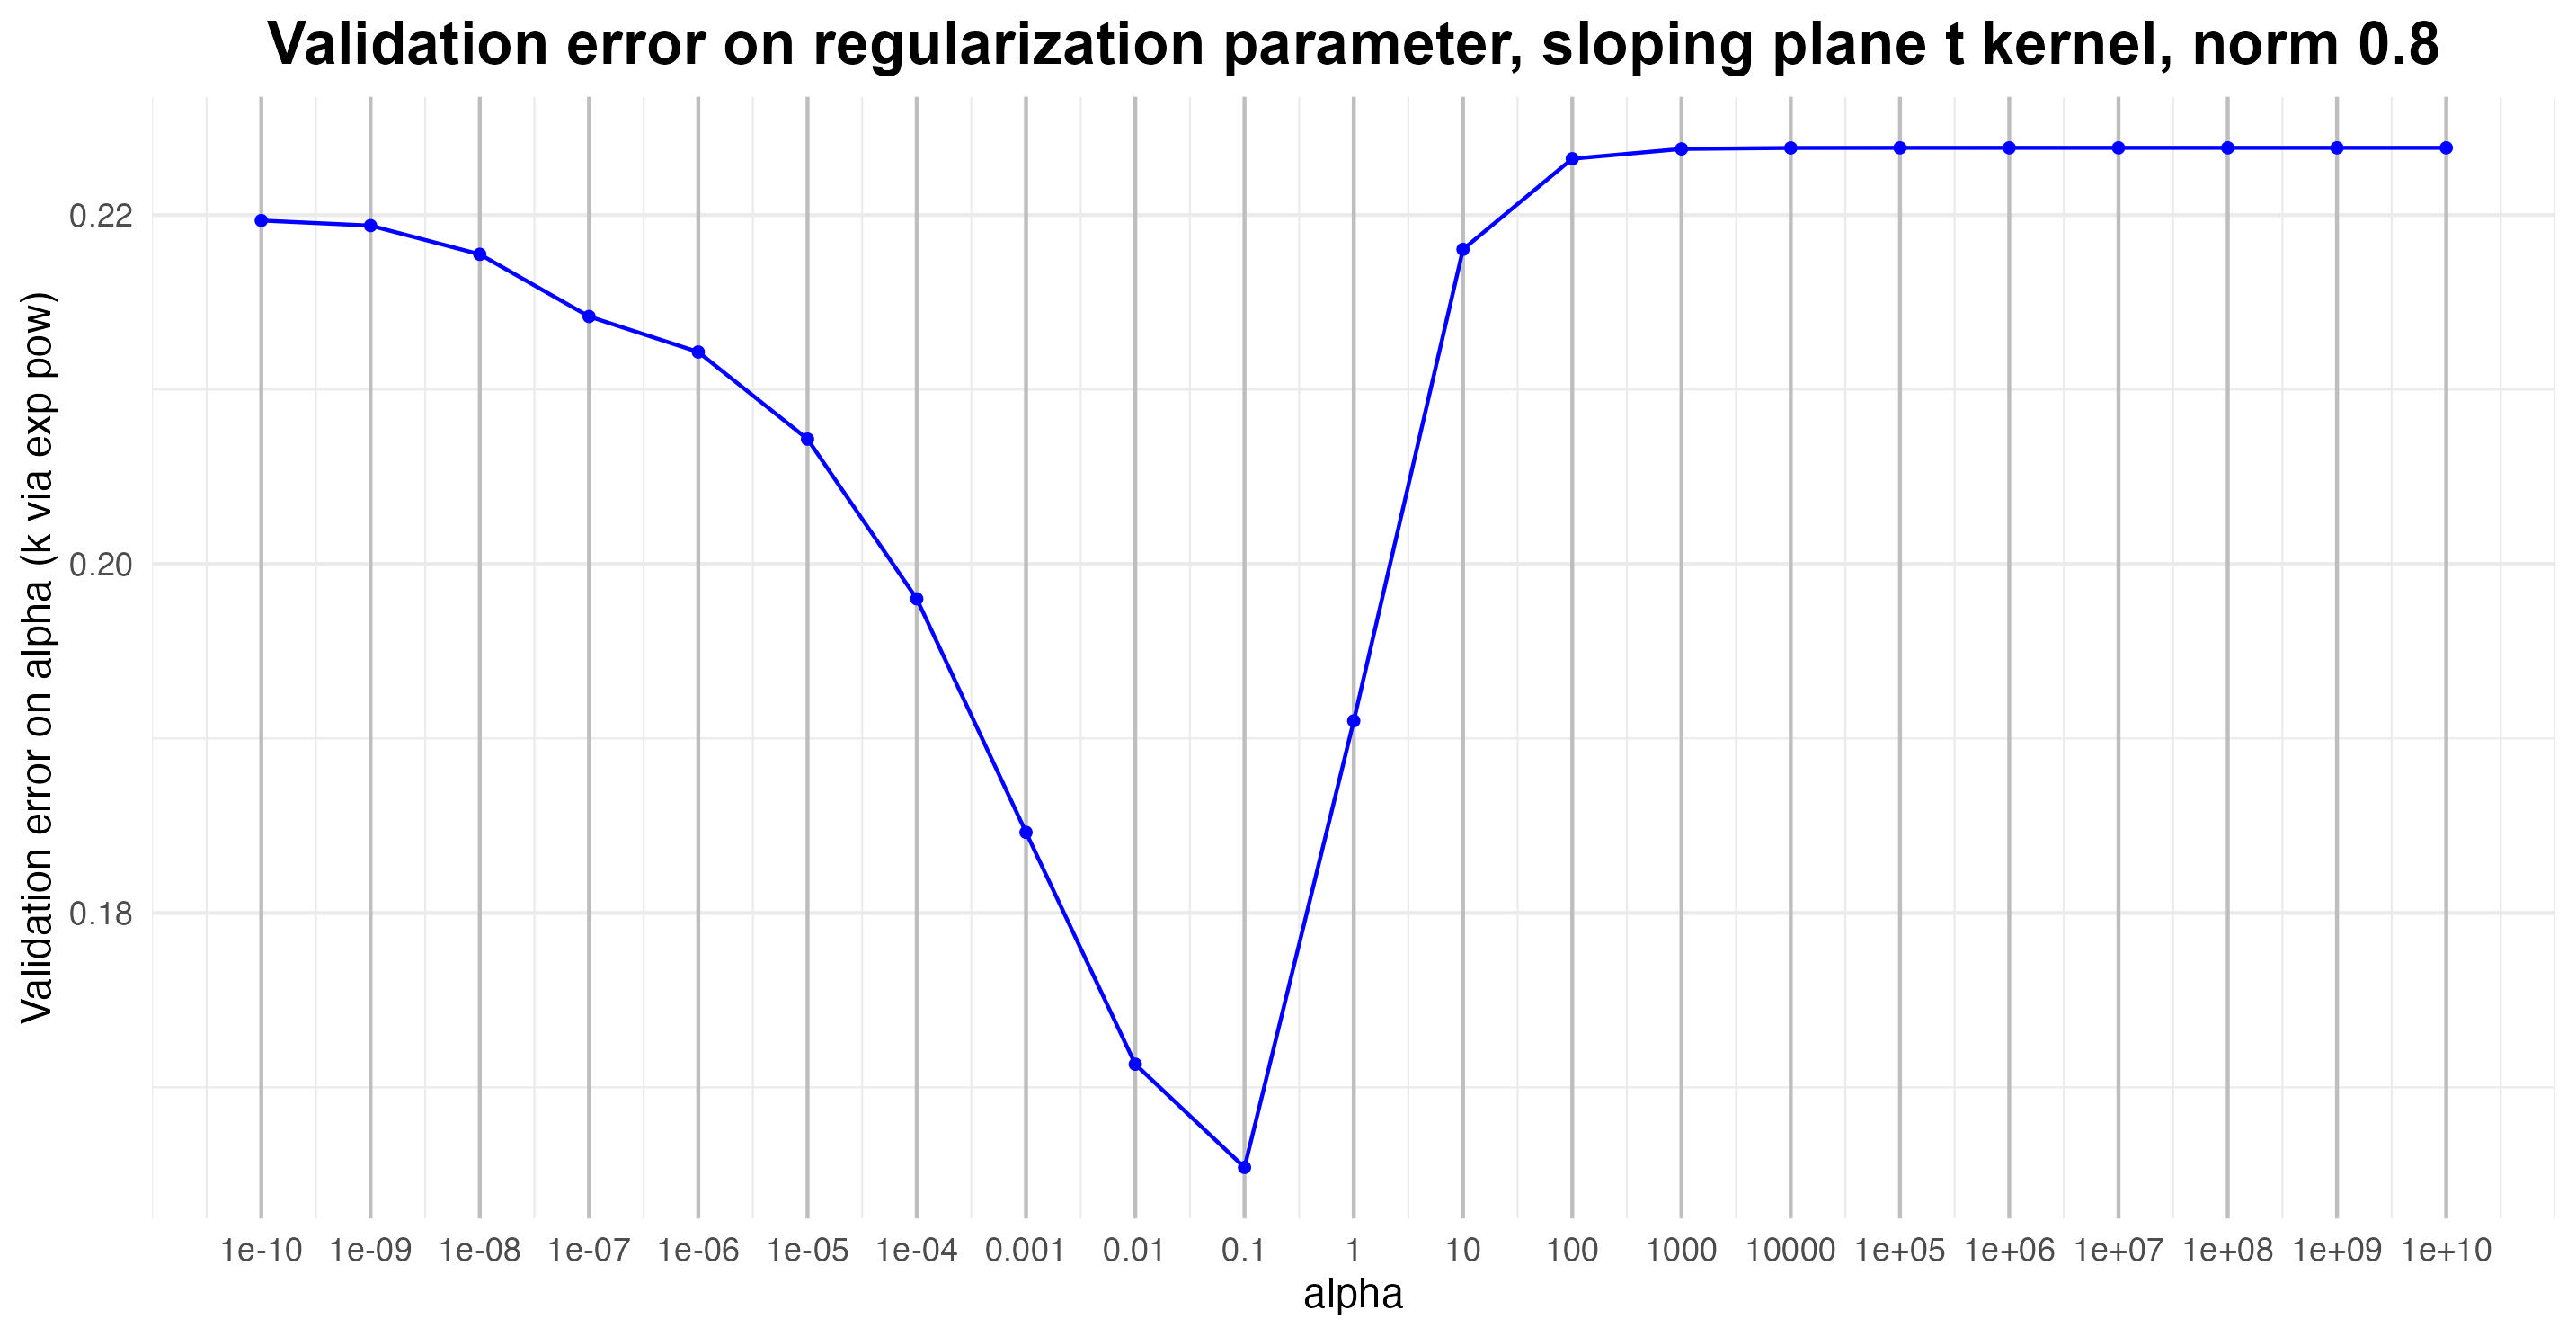 Validation error on regularization parameter, sloping plane t kernel, norm 0.8
Validation error on alpha (k via exp pow)
0.22
0.20
0.18
1e-10 1e-09 1e-08 1e-07 1e-06 1e-05 1e-04 0.001 0.01 0.1 1 10 100 1000 10000 1e+05 1e+06 1e+07 1e+08 1e+09 1e+10
alpha